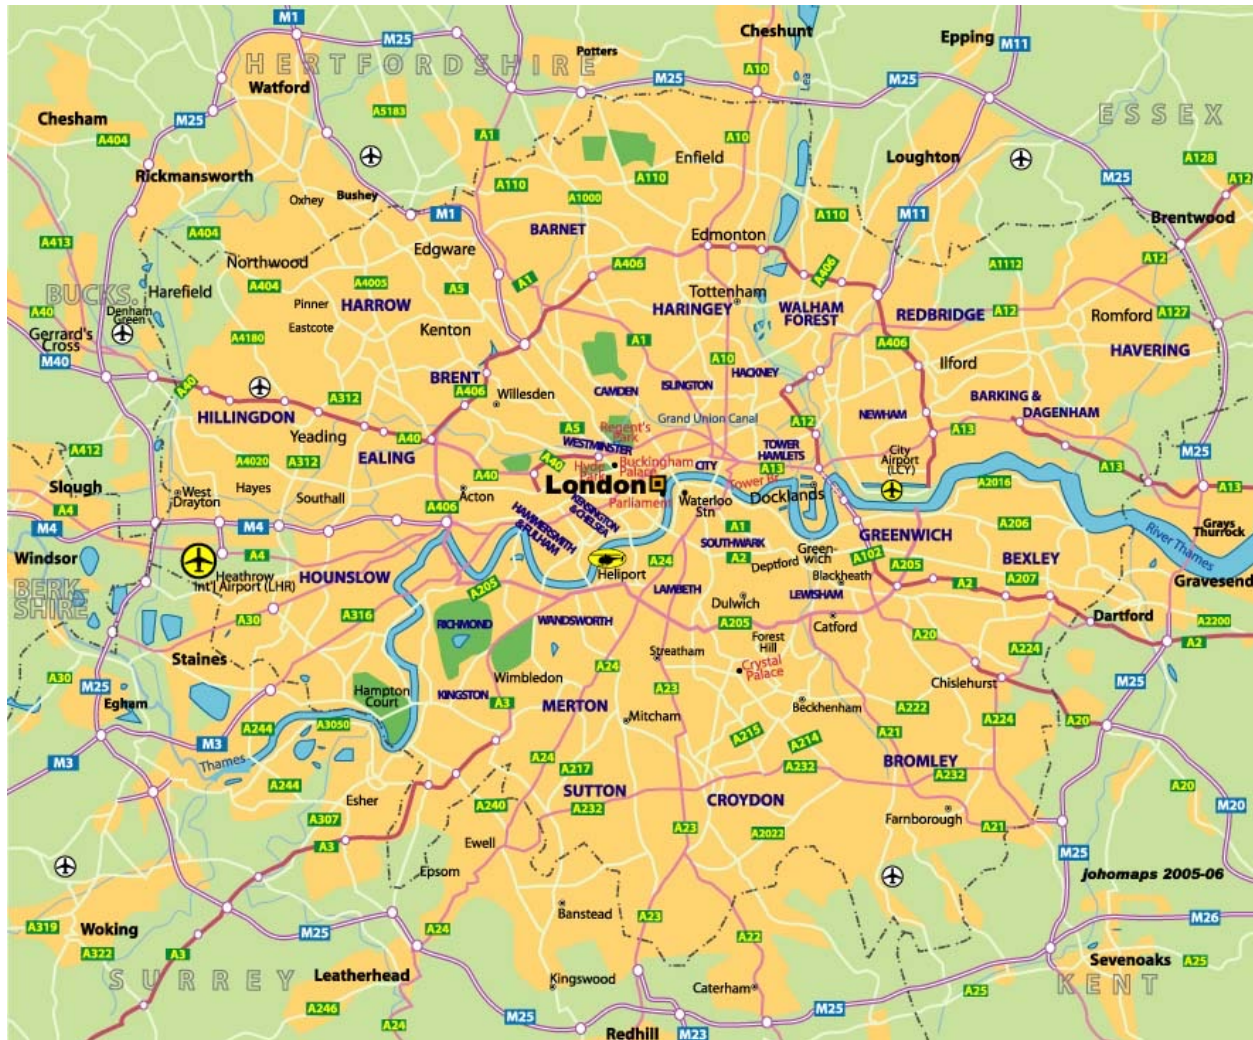 M1
M25
Cheshunt
Epping
M11
HERTFORDSHIRE
Potters
A10
Lea
Watford
M25
M25
Chesham
A5183
ESSEX
A404
M25
A1
A10
Enfield
Loughton
A128
Rickmansworth
A110
A110
M25
A12
Oxhey
Bushey
A1000
M1
A110
M11
Brentwood
A413
A404
BARNET
Edmonton
Edgware
A12
Northwood
A406
A406
A1112
A404
A4005
A5
A1
BUCKS.
Harefield
Tottenham
Pinner
HARROW
HARINGEY
WALHAM
FOREST
REDBRIDGE
A12
Romford
A127
A40
Denham
Green
Eastcote
Kenton
Gerrard's
Cross
A4180
A1
A406
HAVERING
M40
A10
Ilford
BRENT
HACKNEY
A40
A406
CAMDEN
ISLINGTON
Willesden
BARKING &
DAGENHAM
A312
HILLINGDON
Grand Union Canal
NEWHAM
A12
A5
Regent's
Park
A13
Yeading
A40
WESTMINSTER
TOWER
HAMLETS
City
Airport
(LCY)
A412
EALING
M25
A4020
A312
A40
A40
Hyde
Park
Buckingham
Palace
CITY
A13
A13
Slough
West
Drayton
Hayes
Southall
Acton
London
Tower Br.
Docklands
A2016
A13
A4
Parliament
Waterloo
Stn
M4
M4
A406
KENSINGTON
& CHELSEA
HAMMERSMITH
& FULHAM
A1
GREENWICH
A206
Grays
Thurrock
River Thames
SOUTHWARK
Windsor
A4
A2
Green-
wich
A102
BEXLEY
A24
Deptford
A205
Heathrow
Int'l Airport (LHR)
HOUNSLOW
Heliport
Blackheath
A2
A207
Gravesend
BERK
SHIRE
A205
LAMBETH
LEWISHAM
Dulwich
A316
A30
RICHMOND
WANDSWORTH
A205
Catford
Dartford
A2200
A20
A2
Forest
Hill
A224
Staines
Streatham
A24
Crystal
Palace
A30
Wimbledon
M25
Hampton
Court
KINGSTON
A23
Chislehurst
M25
Egham
A3
MERTON
Beckhenham
A222
A244
A3050
Mitcham
A224
A20
A215
A214
A21
M3
Thames
A24
M3
A217
A232
BROMLEY
A232
A244
SUTTON
A20
Esher
A240
A232
CROYDON
M20
A307
Farnborough
A23
A21
A2022
A3
Ewell
M25
Epsom
johomaps 2005-06
Banstead
A23
M26
A319
Woking
M25
A24
A22
A322
A3
Sevenoaks
A25
SURREY
Leatherhead
Kingswood
Caterham
A25
KENT
A246
M25
M25
A24
Redhill
M23